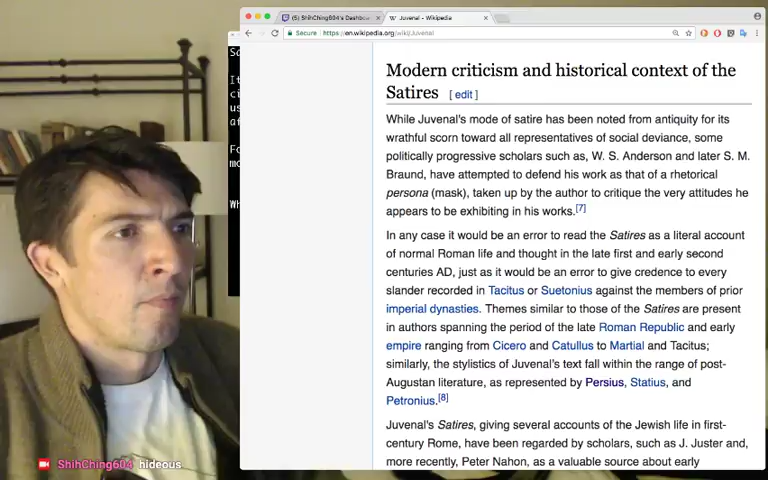 (5) ShihChing604's Dashboa
Juvenal - Wikipedia
Secure https://en.wikipedia.org/wiki/Juvenal
Modern criticism and historical context of the
Satires [ edit ]
While Juvenal's mode of satire has been noted from antiquity for its
wrathful scorn toward all representatives of social deviance, some
politically progressive scholars such as, W. S. Anderson and later S. M.
Braund, have attempted to defend his work as that of a rhetorical
persona (mask), taken up by the author to critique the very attitudes he
appears to be exhibiting in his works.[7]
In any case it would be an error to read the Satires as a literal account
of normal Roman life and thought in the late first and early second
centuries AD, just as it would be an error to give credence to every
slander recorded in Tacitus or Suetonius against the members of prior
imperial dynasties. Themes similar to those of the Satires are present
in authors spanning the period of the late Roman Republic and early
empire ranging from Cicero and Catullus to Martial and Tacitus;
similarly, the stylistics of Juvenal's text fall within the range of post-
Augustan literature, as represented by Persius, Statius, and
Petronius.[8]
Juvenal's Satires, giving several accounts of the Jewish life in first-
century Rome, have been regarded by scholars, such as J. Juster and,
more recently, Peter Nahon, as a valuable source about early
ShihChing604 hideous